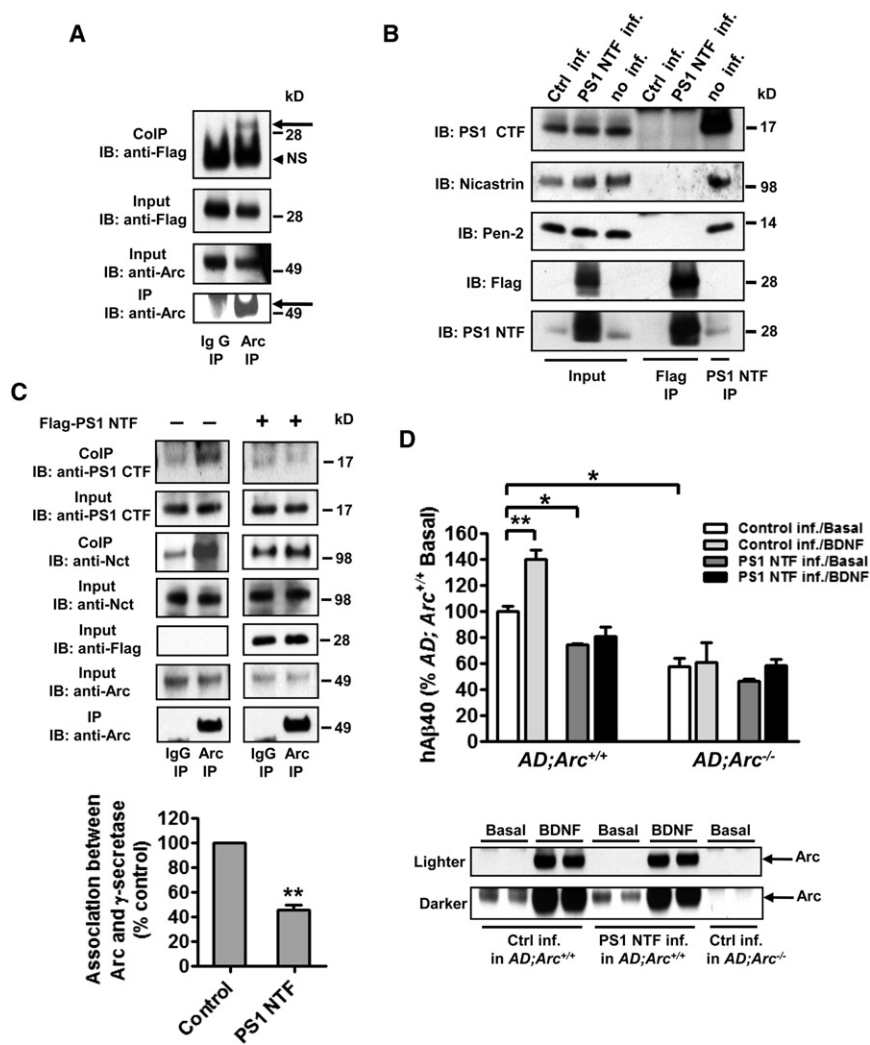 A
kD
CoIP
IB: anti-Flag
28
NS
Input
IB: anti-Flag
28
Input
IB: anti-Arc
49
IP
IB: anti-Arc
49
Ig G
IP
Arc
IP
B
Ctrl inf.
PS1 NTF inf.
no inf.
Ctrl inf.
PS1 NTF inf.
no inf.
kD
IB: PS1 CTF
17
IB: Nicastrin
98
IB: Pen-2
14
IB: Flag
28
IB: PS1 NTF
28
Input
Flag
IP
PS1 NTF
IP
C
Flag-PS1 NTF
− − + +
kD
CoIP
IB: anti-PS1 CTF
17
Input
IB: anti-PS1 CTF
17
CoIP
IB: anti-Nct
98
Input
IB: anti-Nct
98
Input
IB: anti-Flag
28
Input
IB: anti-Arc
49
IP
IB: anti-Arc
49
IgG
IP
Arc
IP
IgG
IP
Arc
IP
Association between
Arc and γ-secretase
(% control)
120
100
80
60
40
20
0
**
Control
PS1 NTF
D
hAβ40 (% AD; Arc+/+ Basal)
160
140
120
100
80
60
40
20
0
*
*
**
Control inf./Basal
Control inf./BDNF
PS1 NTF inf./Basal
PS1 NTF inf./BDNF
AD;Arc+/+
AD;Arc-/-
Basal BDNF Basal BDNF Basal
Lighter
Arc
Darker
Arc
Ctrl inf.
in AD;Arc+/+
PS1 NTF inf.
in AD;Arc+/+
Ctrl inf.
in AD;Arc-/-